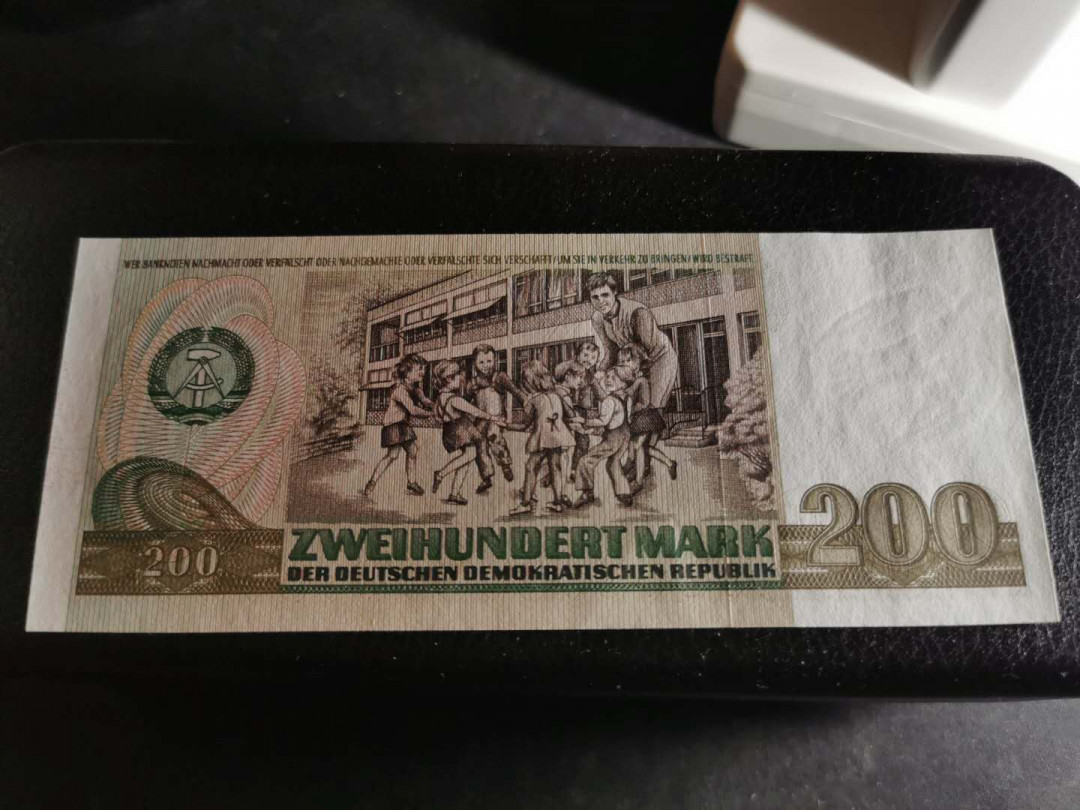 WER BANKNOTEN NACHMACHT ODER VERFÄLSCHT ODER NACHGEMACHTE ODER VERFÄLSCHTE SICH VERSCHAFFT/UM SIE IN VERKEHR ZU BRINGEN/WIRD BESTRAFT
200
ZWEIHUNDERT MARK
200
DER DEUTSCHEN DEMOKRATISCHEN REPUBLIK